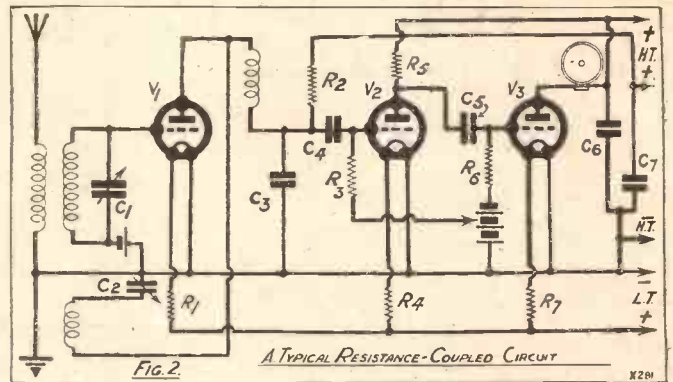 V1
C1
C2
R1
C3
R2
C4
R3
V2
R5
R4
C5
R6
V3
R7
C6
C7
+
H.T.
+
H.T.
-
L.T.
+
FIG. 2.
A TYPICAL RESISTANCE-COUPLED CIRCUIT
X281